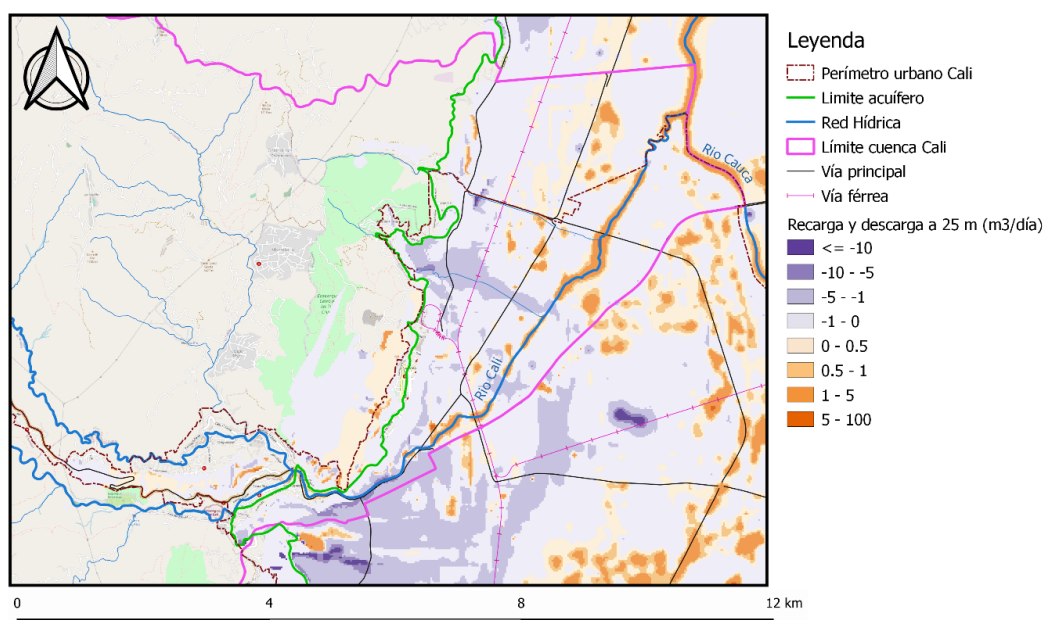 Leyenda
Perímetro urbano Cali
Limite acuífero
Red Hídrica
Límite cuenca Cali
Vía principal
Vía férrea
Recarga y descarga a 25 m (m3/día)
<= -10
-10 - -5
-5 - -1
-1 - 0
0 - 0.5
0.5 - 1
1 - 5
5 - 100
Rio Cauca
Rio Cali
0 4 8 12 km